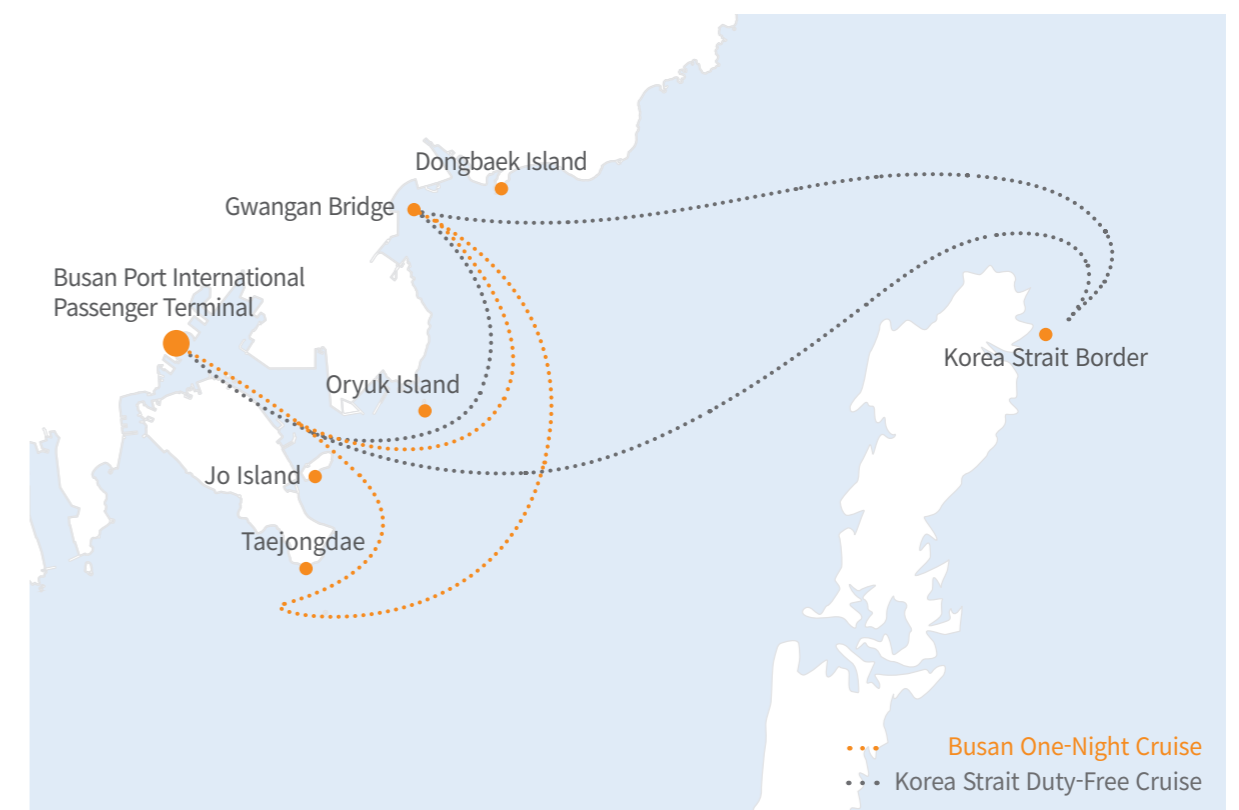 Dongbaek Island
Gwangan Bridge
Busan Port International
Passenger Terminal
Korea Strait Border
Oryuk Island
Jo Island
Taejongdae
Busan One-Night Cruise
Korea Strait Duty-Free Cruise